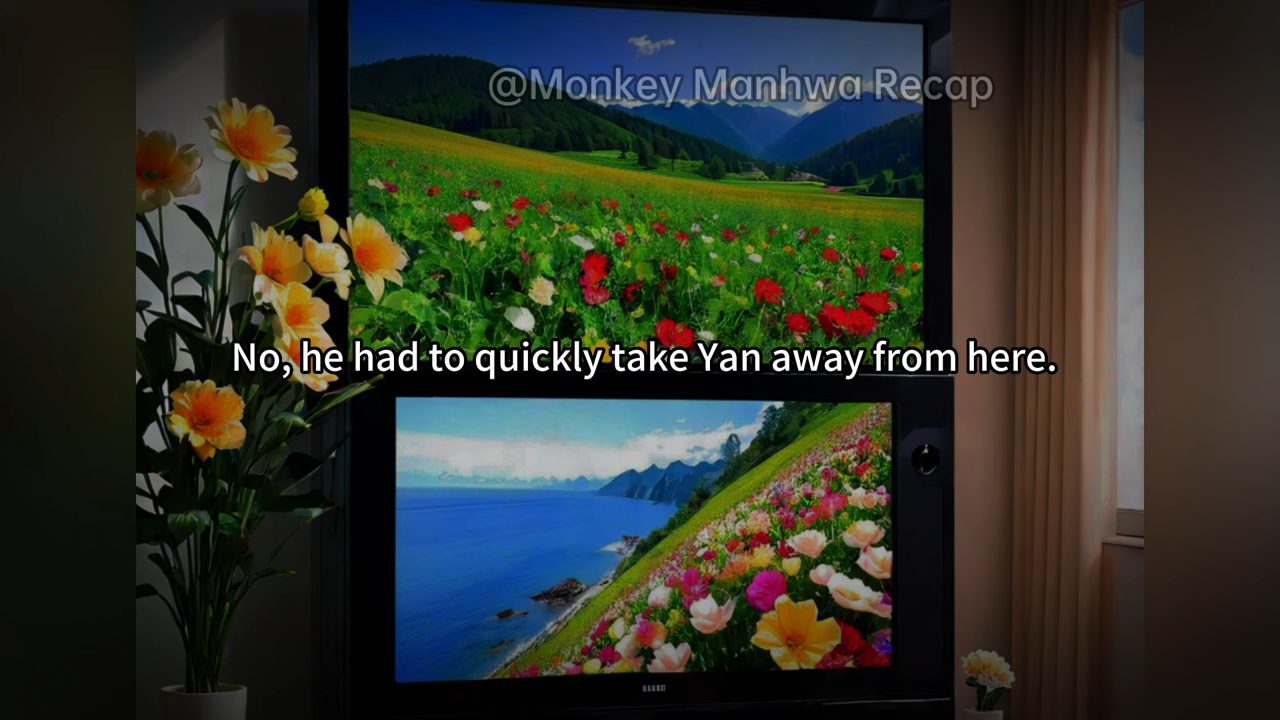 @Monkey Manhwa Recap
No, he had to quickly take Yan away from here.